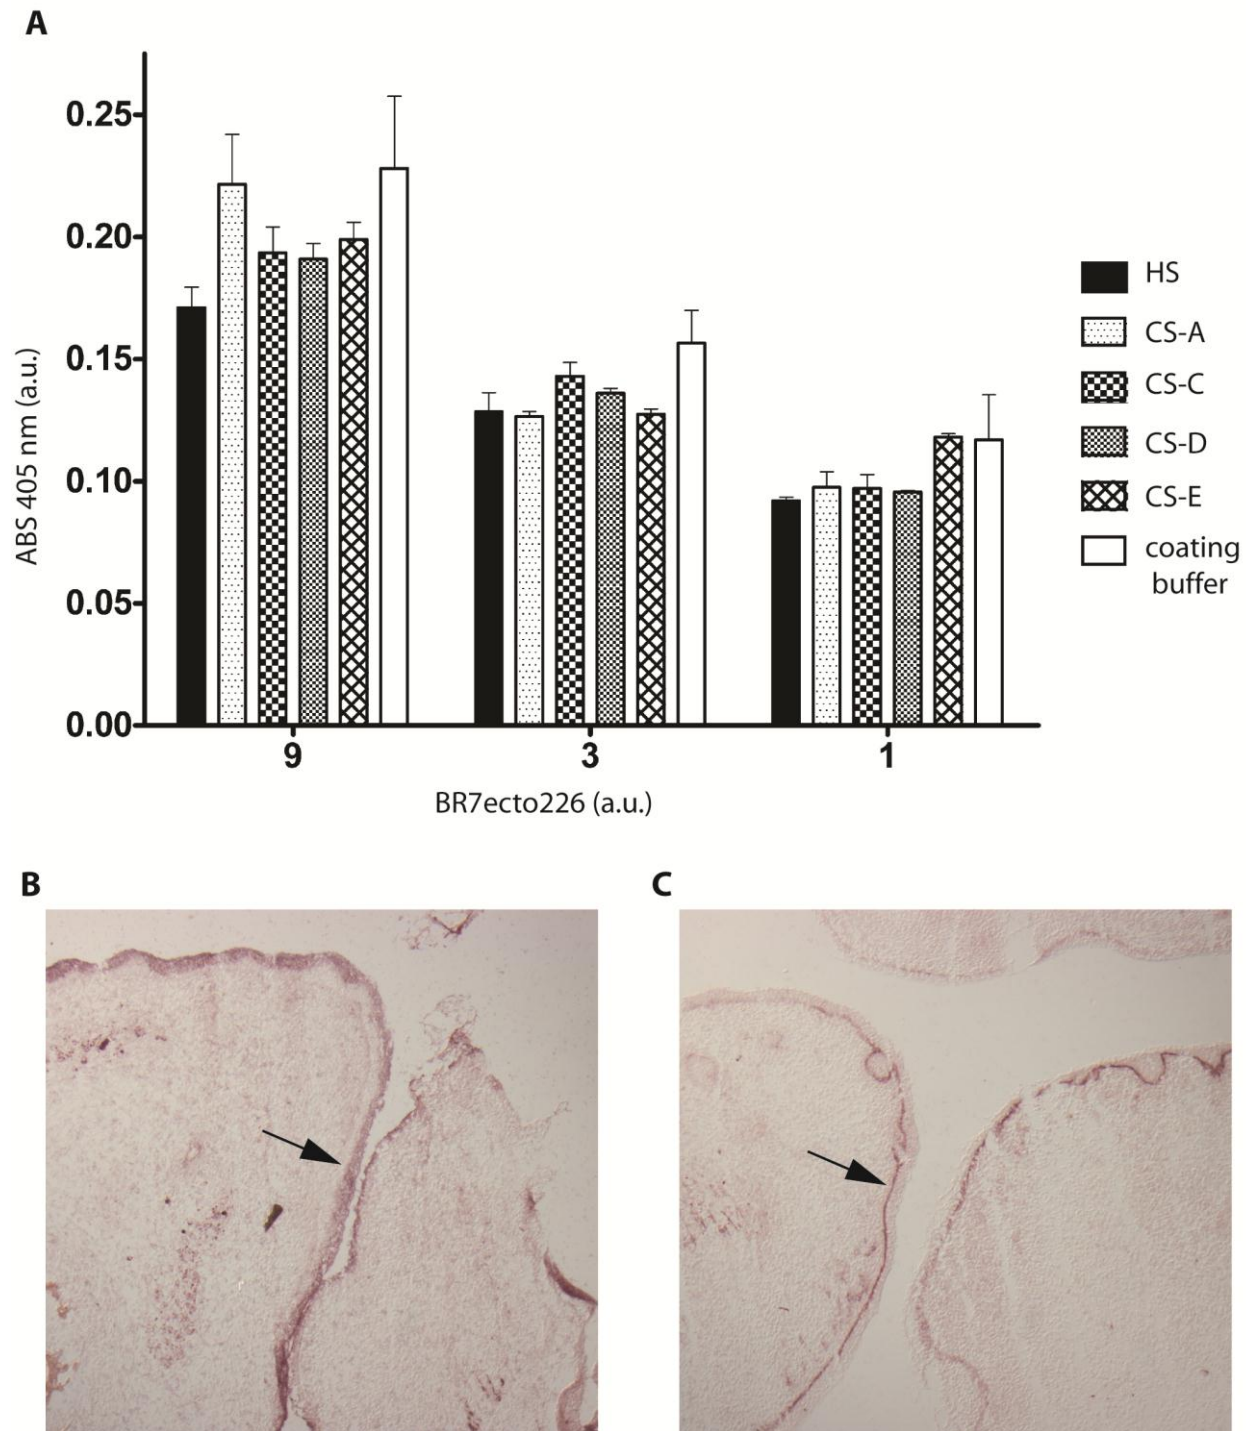 A
0.25
0.20
0.15
0.10
0.05
0.00
ABS 405 nm (a.u.)
9 3 1
BR7ecto226 (a.u.)
HS
CS-A
CS-C
CS-D
CS-E
coating
buffer
B C